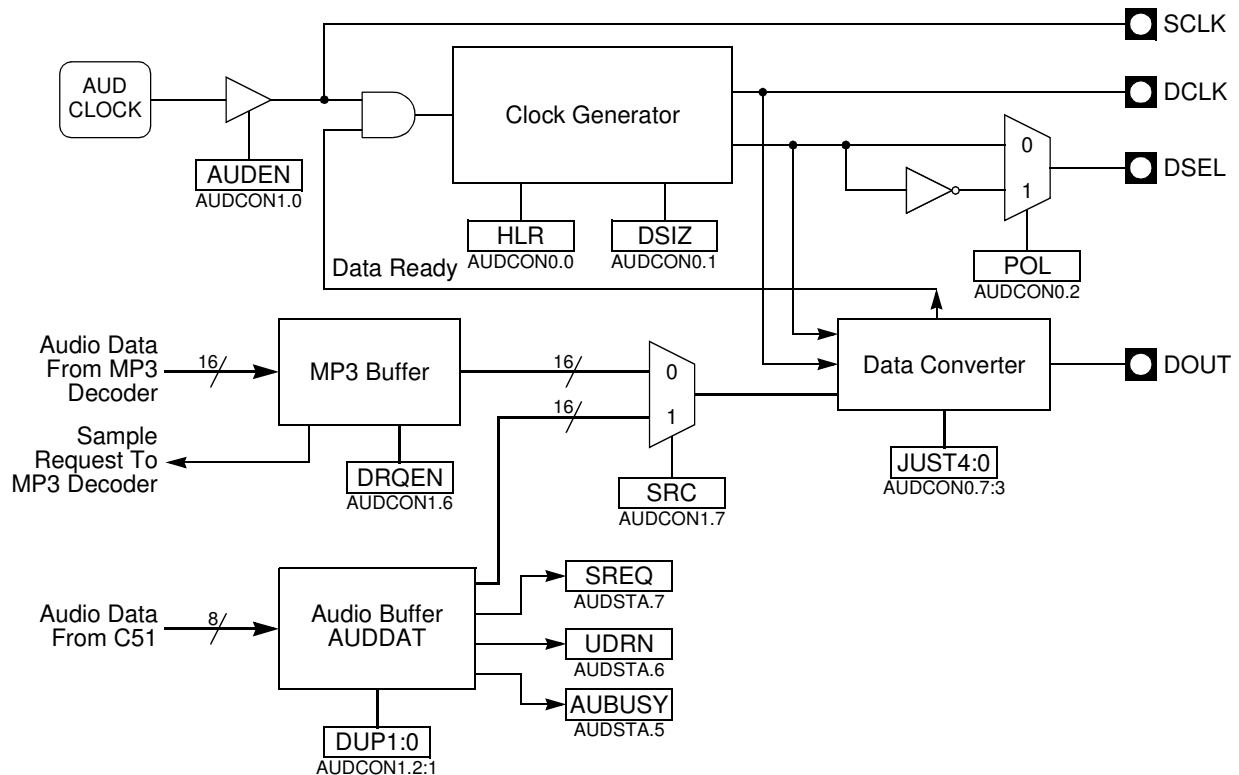 SCLK
AUD
CLOCK
Clock Generator
DCLK
0
1
DSEL
AUDEN
AUDCON1.0
HLR
AUDCON0.0
DSIZ
AUDCON0.1
POL
AUDCON0.2
Data Ready
Audio Data
From MP3
Decoder
16
MP3 Buffer
16
0
16
1
Data Converter
DOUT
Sample
Request To
MP3 Decoder
DRQEN
AUDCON1.6
SRC
AUDCON1.7
JUST4:0
AUDCON0.7:3
Audio Data
From C51
8
Audio Buffer
AUDDAT
SREQ
AUDSTA.7
UDRN
AUDSTA.6
AUBUSY
AUDSTA.5
DUP1:0
AUDCON1.2:1